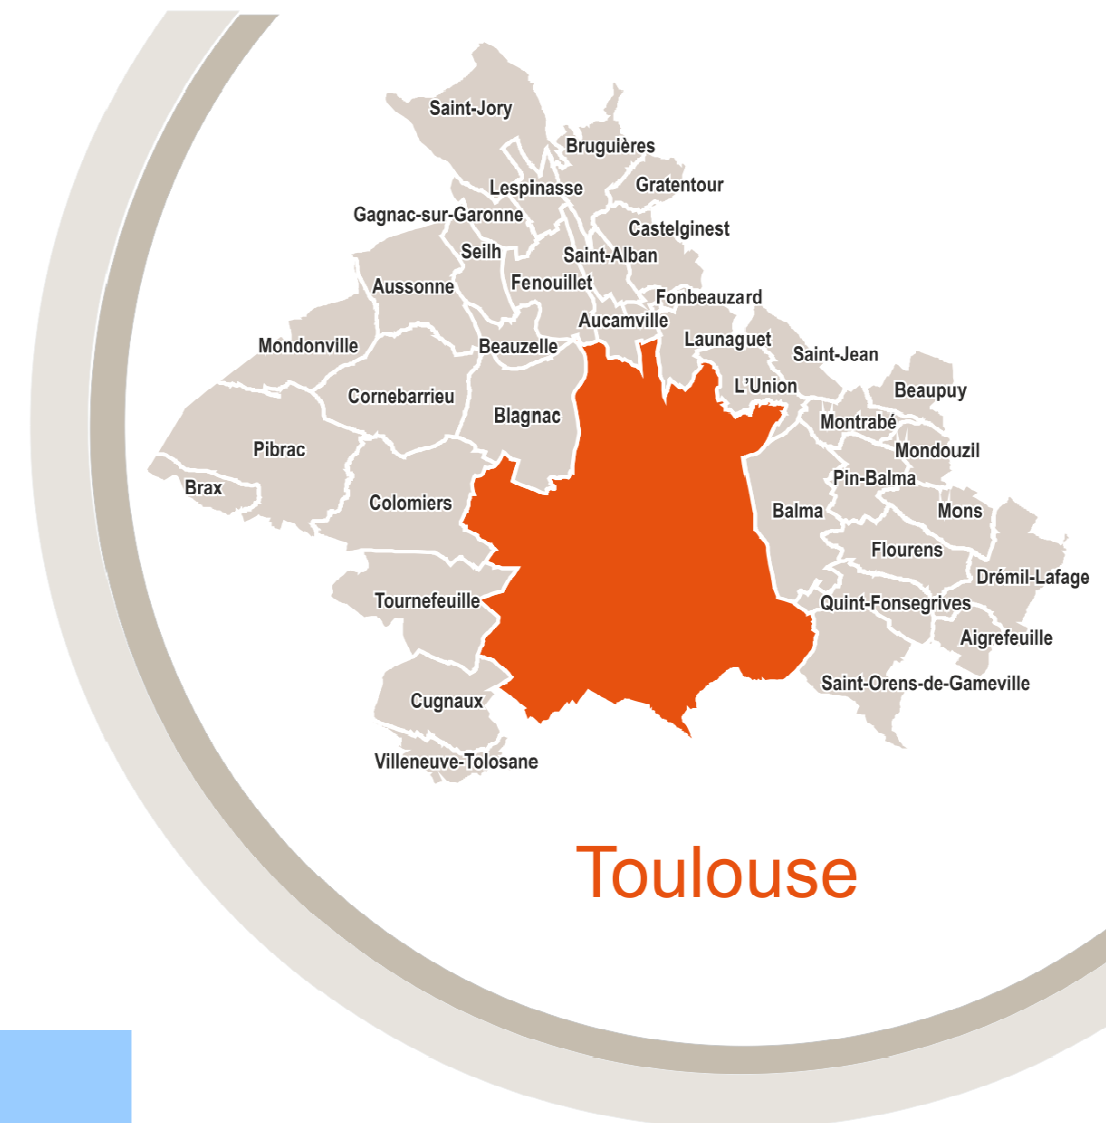 Saint-Jory
Bruguières
Lespinasse
Gratentour
Gagnac-sur-Garonne
Castelginest
Seilh
Saint-Alban
Aussonne
Fenouillet
Fonbeauzard
Aucamville
Mondonville
Beauzelle
Launaguet
Saint-Jean
L'Union
Beaupuy
Cornebarrieu
Blagnac
Montrabé
Pibrac
Mondouzil
Pin-Balma
Brax
Colomiers
Balma
Mons
Flourens
Drémil-Lafage
Tournefeuille
Quint-Fonsegrives
Aigrefeuille
Saint-Orens-de-Gameville
Cugnaux
Villeneuve-Tolosane
Toulouse